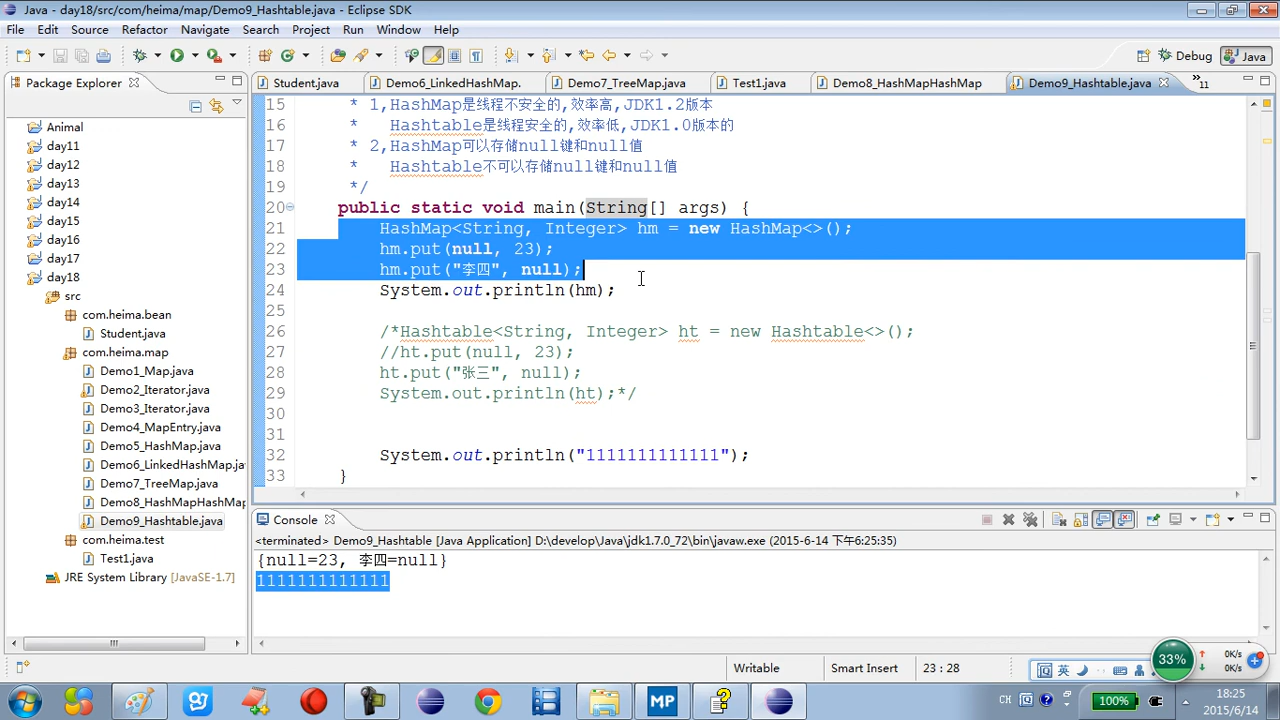 Java - day18/src/com/heima/map/Demo9_Hashtable.java - Eclipse SDK
File Edit Source Refactor Navigate Search Project Run Window Help
Debug Java
Package Explorer
Student.java Demo6_LinkedHashMap. Demo7_TreeMap.java Test1.java Demo8_HashMapHashMap Demo9_Hashtable.java 11
Animal
day11
day12
day13
day14
day15
day16
day17
day18
src
com.heima.bean
Student.java
com.heima.map
Demo1_Map.java
Demo2_Iterator.java
Demo3_Iterator.java
Demo4_MapEntry.java
Demo5_HashMap.java
Demo6_LinkedHashMap.ja
Demo7_TreeMap.java
Demo8_HashMapHashMap
Demo9_Hashtable.java
com.heima.test
Test1.java
JRE System Library [JavaSE-1.7]
15 * 1,HashMap是线程不安全的,效率高,JDK1.2版本
16 * Hashtable是线程安全的,效率低,JDK1.0版本的
17 * 2,HashMap可以存储null键和null值
18 * Hashtable不可以存储null键和null值
19 */
20 public static void main(String[] args) {
21 HashMap<String, Integer> hm = new HashMap<>();
22 hm.put(null, 23);
23 hm.put("李四", null);
24 System.out.println(hm);
25
26 /*Hashtable<String, Integer> ht = new Hashtable<>();
27 //ht.put(null, 23);
28 ht.put("张三", null);
29 System.out.println(ht);*/
30
31
32 System.out.println("1111111111111");
33 }
Console
<terminated> Demo9_Hashtable [Java Application] D:\develop\Java\jdk1.7.0_72\bin\javaw.exe (2015-6-14 下午6:25:35)
{null=23, 李四=null}
1111111111111
Writable Smart Insert 23 : 28
33% 0K/s
0K/s
英
CH 100% 18:25
2015/6/14
MP